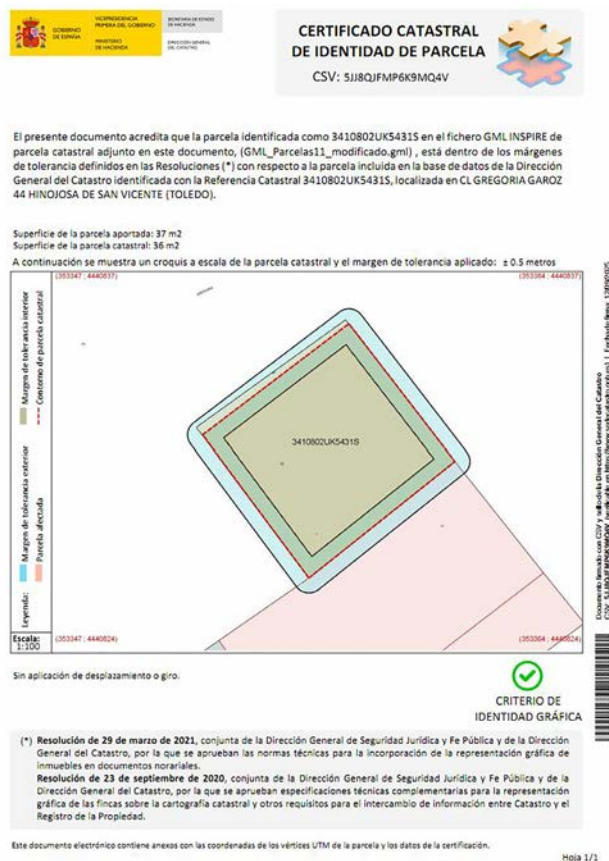 GOBIERNO
DE ESPAÑA
VICEPRESIDENCIA
PRIMERA DEL GOBIERNO
MINISTERIO
DE HACIENDA
SECRETARÍA DE ESTADO
DE HACIENDA
DIRECCIÓN GENERAL
DEL CATASTRO
CERTIFICADO CATASTRAL
DE IDENTIDAD DE PARCELA
CSV: 5JJ8QJFMP6K9MQ4V
El presente documento acredita que la parcela identificada como 3410802UK5431S en el fichero GML INSPIRE de
parcela catastral adjunto en este documento, (GML_Parcelas11_modificado.gml) , está dentro de los márgenes
de tolerancia definidos en las Resoluciones (*) con respecto a la parcela incluida en la base de datos de la Dirección
General del Catastro identificada con la Referencia Catastral 3410802UK5431S, localizada en CL GREGORIA GAROZ
44 HINOJOSA DE SAN VICENTE (TOLEDO).
Superficie de la parcela aportada: 37 m2
Superficie de la parcela catastral: 36 m2
A continuación se muestra un croquis a escala de la parcela catastral y el margen de tolerancia aplicado: ± 0.5 metros
(353347 ; 4440837)
(353364 ; 4440837)
Margen de tolerancia interior
Contorno de parcela catastral
Margen de tolerancia exterior
Parcela afectada
Leyenda:
3410802UK5431S
Escala:
1:100
(353347 ; 4440824)
(353364 ; 4440824)
Sin aplicación de desplazamiento o giro.
CRITERIO DE
IDENTIDAD GRÁFICA
(*) Resolución de 29 de marzo de 2021, conjunta de la Dirección General de Seguridad Jurídica y Fe Pública y de la Dirección
General del Catastro, por la que se aprueban las normas técnicas para la incorporación de la representación gráfica de
inmuebles en documentos norariales.
Resolución de 23 de septiembre de 2020, conjunta de la Dirección General de Seguridad Jurídica y Fe Pública y de la
Dirección General del Catastro, por la que se aprueban especificaciones técnicas complementarias para la representación
gráfica de las fincas sobre la cartografía catastral y otros requisitos para el intercambio de información entre Catastro y el
Registro de la Propiedad.
Este documento electrónico contiene anexos con las coordenadas de los vértices UTM de la parcela y los datos de la certificación.
Hoja 1/1
Documento firmado con CSV y sello de la Dirección General del Catastro
CSV: 5JJ8QJFMP6K9MQ4V